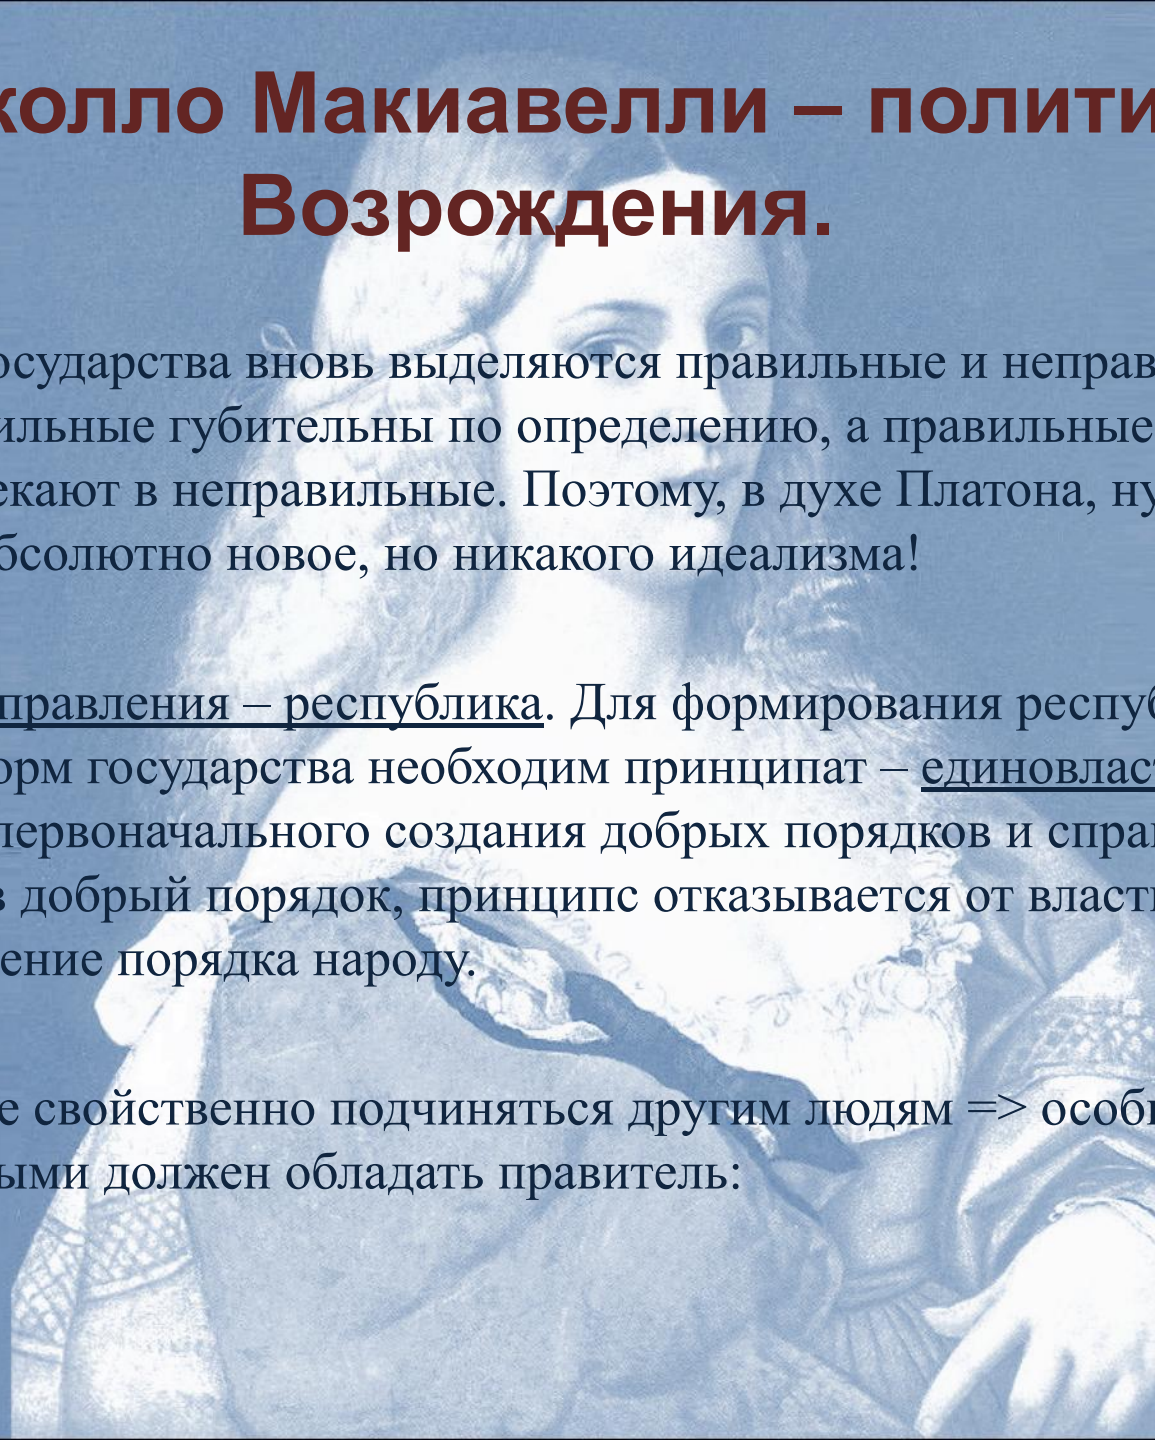 колло Макиавелли – полити
Возрождения.
осударства вновь выделяются правильные и неправ
ильные губительны по определению, а правильные
екают в неправильные. Поэтому, в духе Платона, ну
бсолютно новое, но никакого идеализма!
правления – республика. Для формирования респуб
орм государства необходим принципат – единовласт
первоначального создания добрых порядков и спра
в добрый порядок, принципс отказывается от власт
ение порядка народу.
е свойственно подчиняться другим людям => особ
ыми должен обладать правитель: